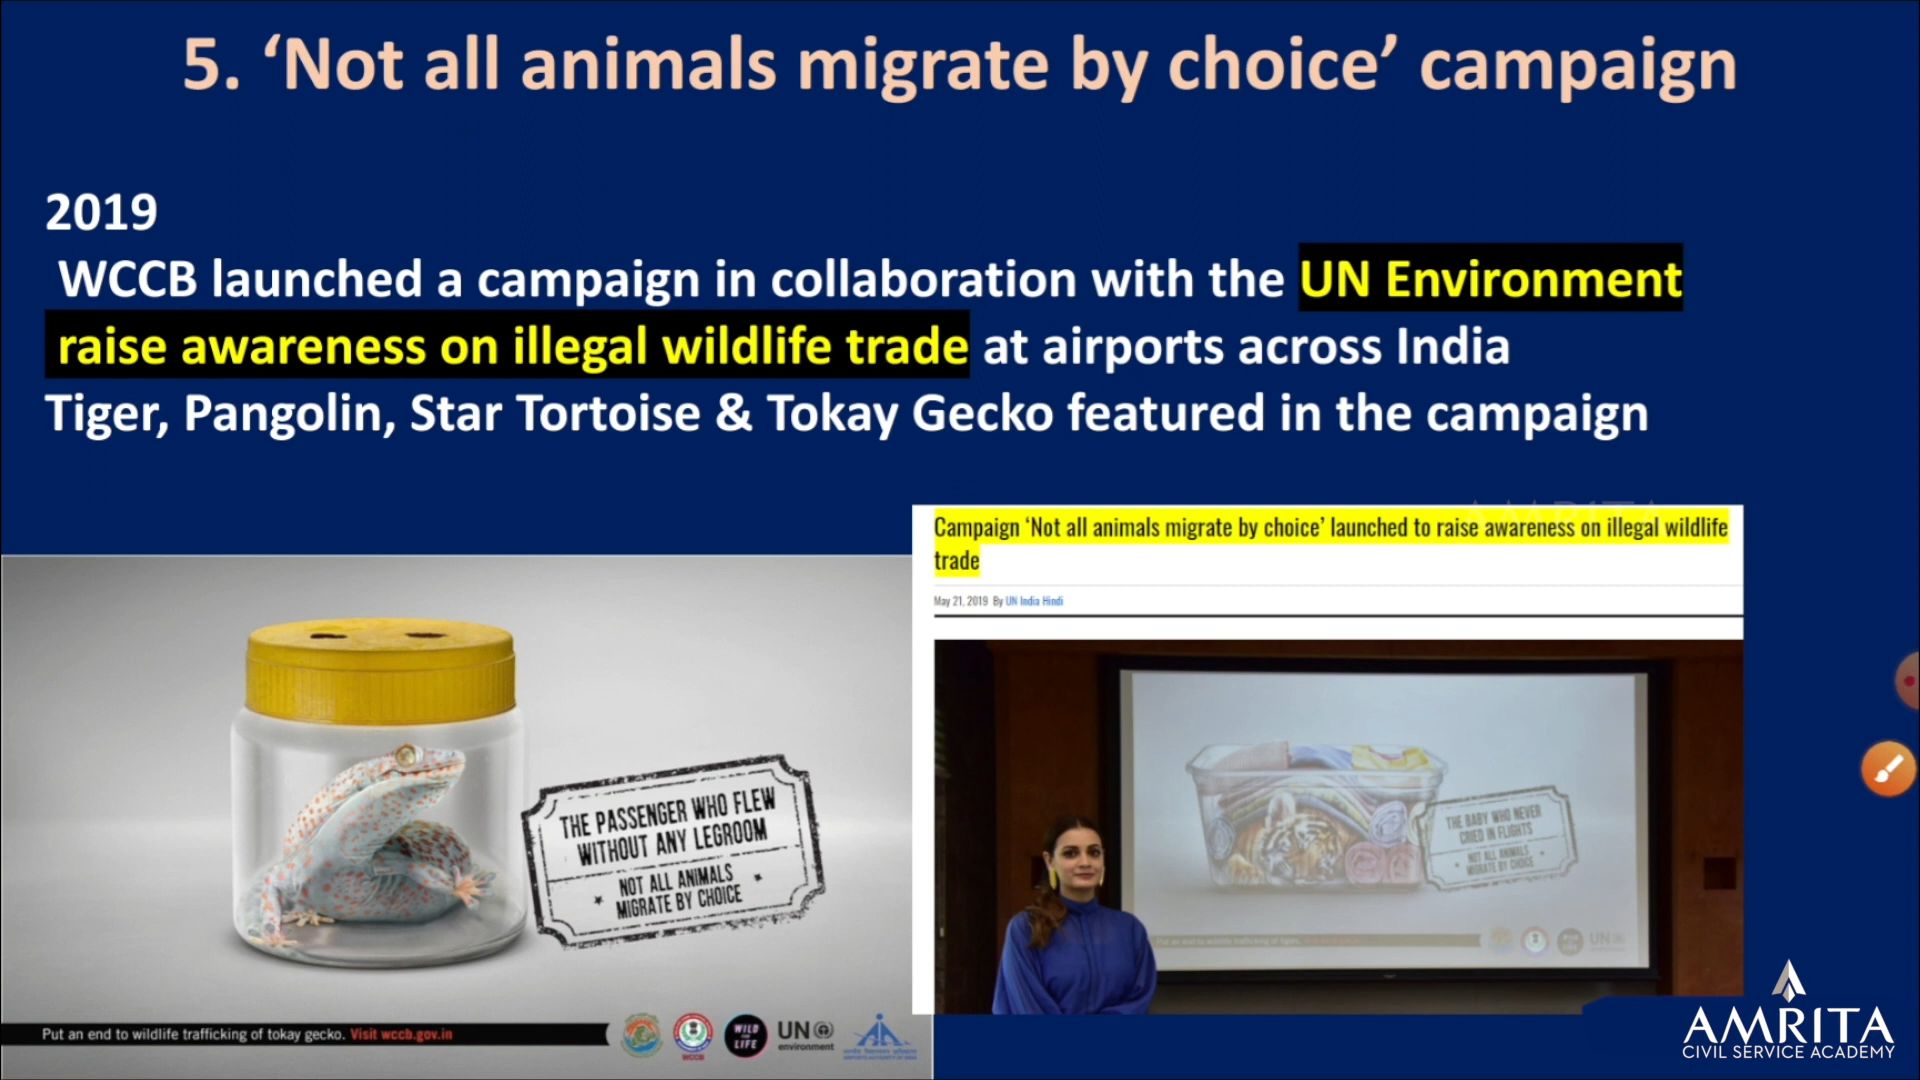 5. ‘Not all animals migrate by choice’ campaign
2019
WCCB launched a campaign in collaboration with the UN Environment
raise awareness on illegal wildlife trade at airports across India
Tiger, Pangolin, Star Tortoise & Tokay Gecko featured in the campaign
AMRITA
Campaign ‘Not all animals migrate by choice’ launched to raise awareness on illegal wildlife
trade
May 21, 2019 By UN India Hindi
THE PASSENGER WHO FLEW
WITHOUT ANY LEGROOM
NOT ALL ANIMALS
MIGRATE BY CHOICE
THE BABY WHO NEVER
CRIED IN FLIGHTS
NOT ALL ANIMALS
MIGRATE BY CHOICE
UN
Put an end to wildlife trafficking of tokay gecko. Visit wccb.gov.in
WCCB
WILD
LIFE
UN
environment
AMRITA
CIVIL SERVICE ACADEMY